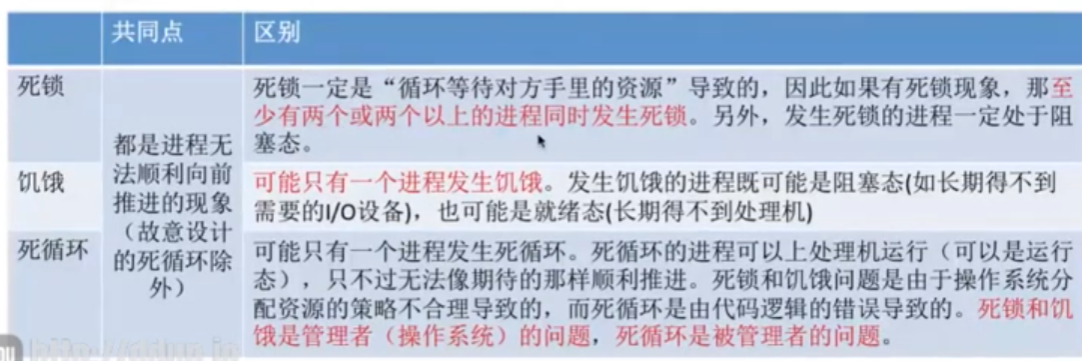 共同点
区别
死锁
死锁一定是“循环等待对方手里的资源”导致的，因此如果有死锁现象，那至
少有两个或两个以上的进程同时发生死锁。另外，发生死锁的进程一定处于阻
塞态。
都是进程无
法顺利向前
推进的现象
（故意设计
的死循环除
外）
饥饿
可能只有一个进程发生饥饿。发生饥饿的进程既可能是阻塞态(如长期得不到
需要的I/O设备)，也可能是就绪态(长期得不到处理机)
死循环
可能只有一个进程发生死循环。死循环的进程可以上处理机运行（可以是运行
态），只不过无法像期待的那样顺利推进。死锁和饥饿问题是由于操作系统分
配资源的策略不合理导致的，而死循环是由代码逻辑的错误导致的。死锁和饥
饿是管理者（操作系统）的问题，死循环是被管理者的问题。